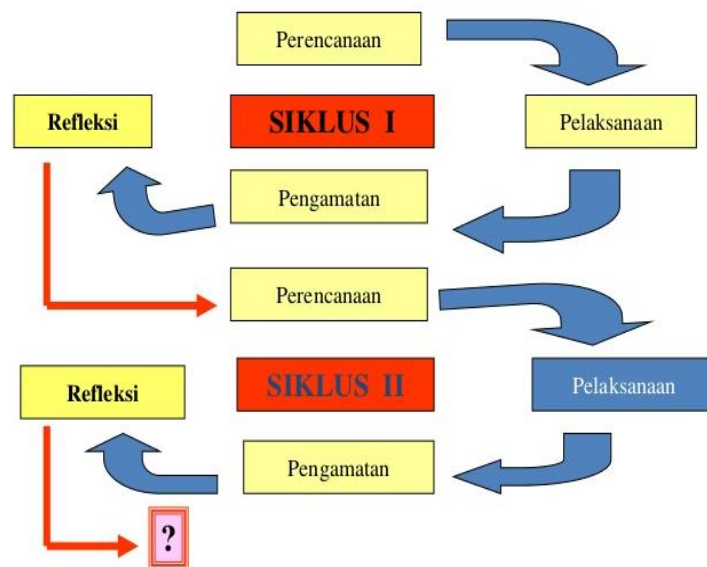 Perencanaan
Refleksi
SIKLUS I
Pelaksanaan
Pengamatan
Perencanaan
Refleksi
SIKLUS II
Pelaksanaan
Pengamatan
?